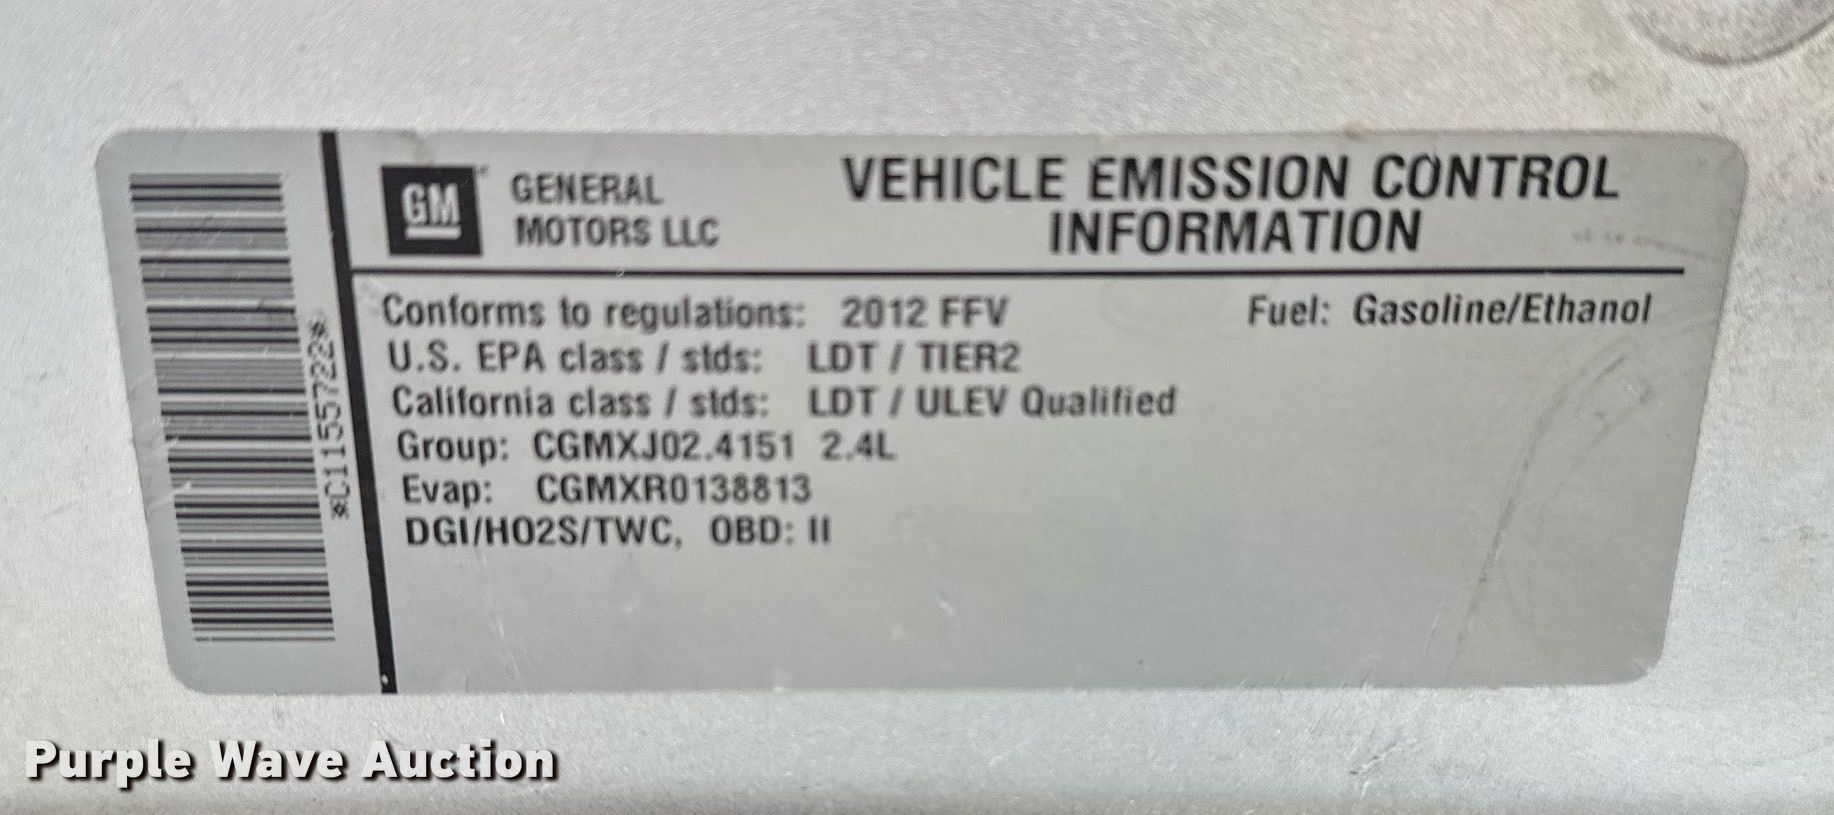 *C11557722*
GM
GENERAL
MOTORS LLC
VEHICLE EMISSION CONTROL
INFORMATION
Conforms to regulations: 2012 FFV Fuel: Gasoline/Ethanol
U.S. EPA class / stds: LDT / TIER2
California class / stds: LDT / ULEV Qualified
Group: CGMXJ02.4151 2.4L
Evap: CGMXR0138813
DGI/HO2S/TWC, OBD: II
Purple Wave Auction